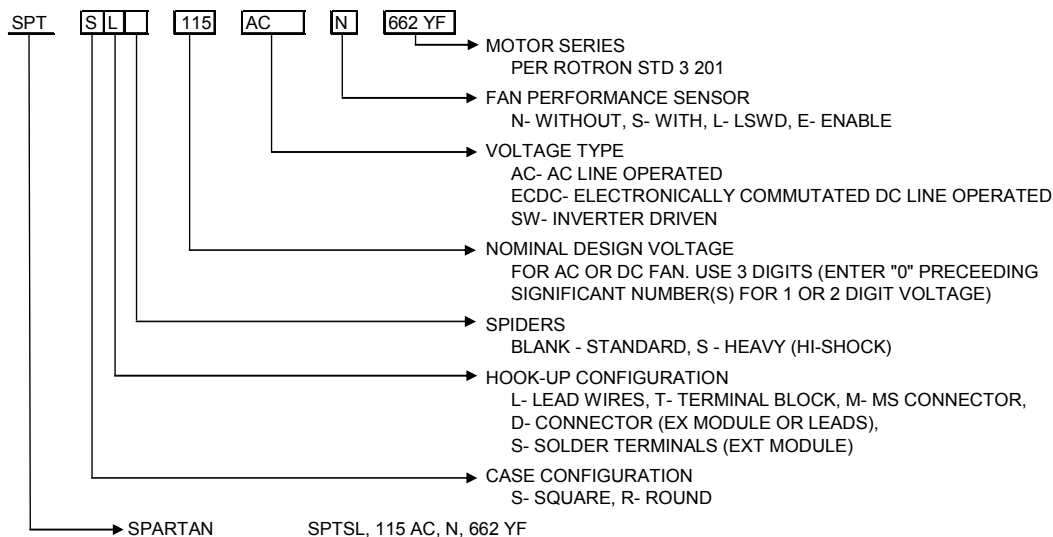 SPT S L 115 AC N 662 YF
MOTOR SERIES
PER ROTRON STD 3 201
FAN PERFORMANCE SENSOR
N- WITHOUT, S- WITH, L- LSWD, E- ENABLE
VOLTAGE TYPE
AC- AC LINE OPERATED
ECDC- ELECTRONICALLY COMMUTATED DC LINE OPERATED
SW- INVERTER DRIVEN
NOMINAL DESIGN VOLTAGE
FOR AC OR DC FAN. USE 3 DIGITS (ENTER "0" PRECEEDING
SIGNIFICANT NUMBER(S) FOR 1 OR 2 DIGIT VOLTAGE)
SPIDERS
BLANK - STANDARD, S - HEAVY (HI-SHOCK)
HOOK-UP CONFIGURATION
L- LEAD WIRES, T- TERMINAL BLOCK, M- MS CONNECTOR,
D- CONNECTOR (EX MODULE OR LEADS),
S- SOLDER TERMINALS (EXT MODULE)
CASE CONFIGURATION
S- SQUARE, R- ROUND
SPARTAN SPTSL, 115 AC, N, 662 YF